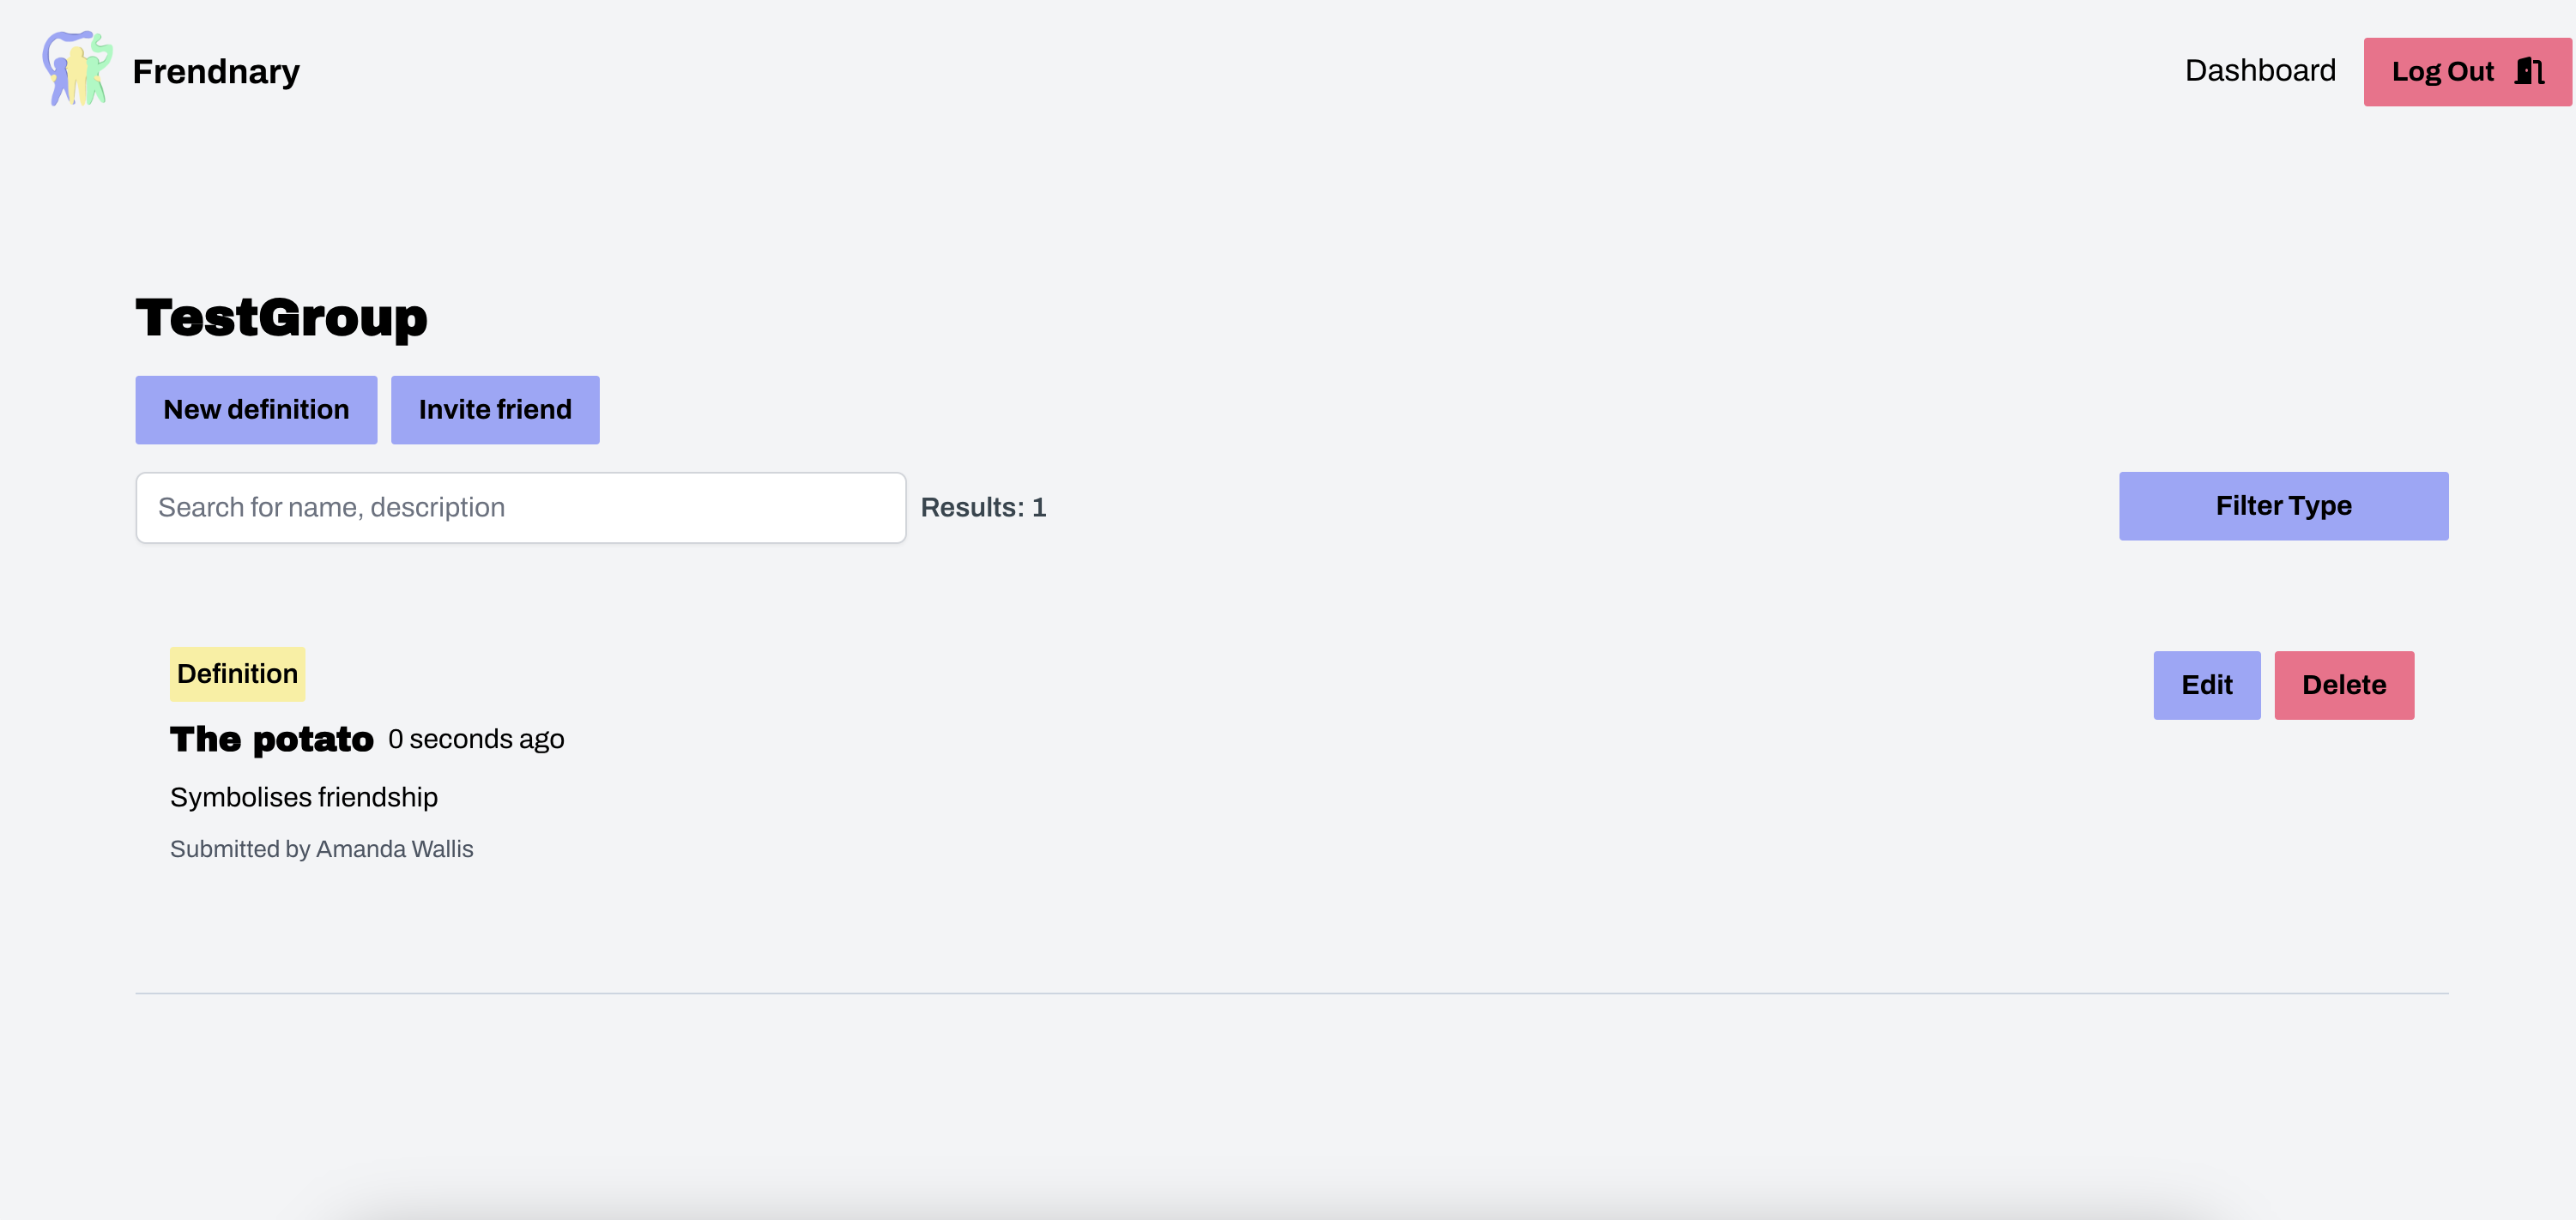 Frendnary
Dashboard
Log Out
TestGroup
New definition
Invite friend
Search for name, description
Results: 1
Filter Type
Definition
Edit
Delete
The potato 0 seconds ago
Symbolises friendship
Submitted by Amanda Wallis